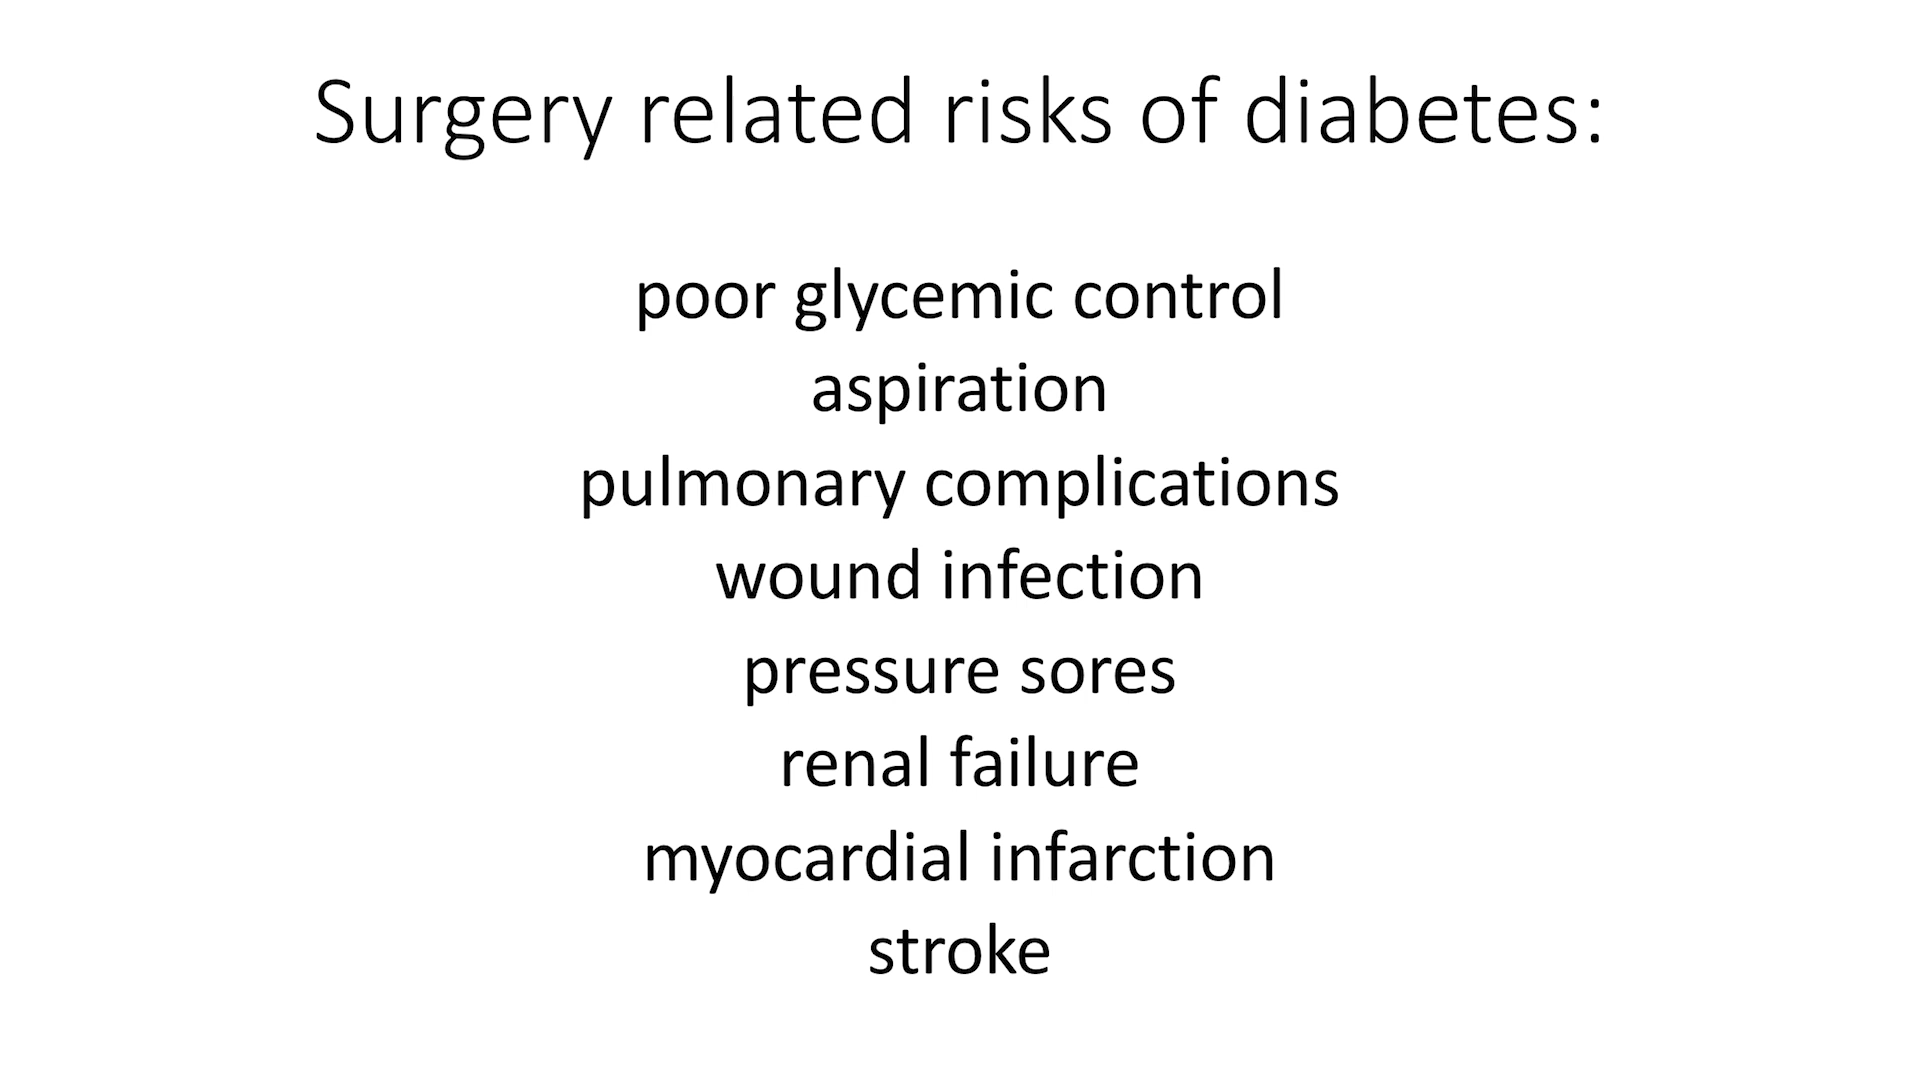 Surgery related risks of diabetes:
poor glycemic control
aspiration
pulmonary complications
wound infection
pressure sores
renal failure
myocardial infarction
stroke